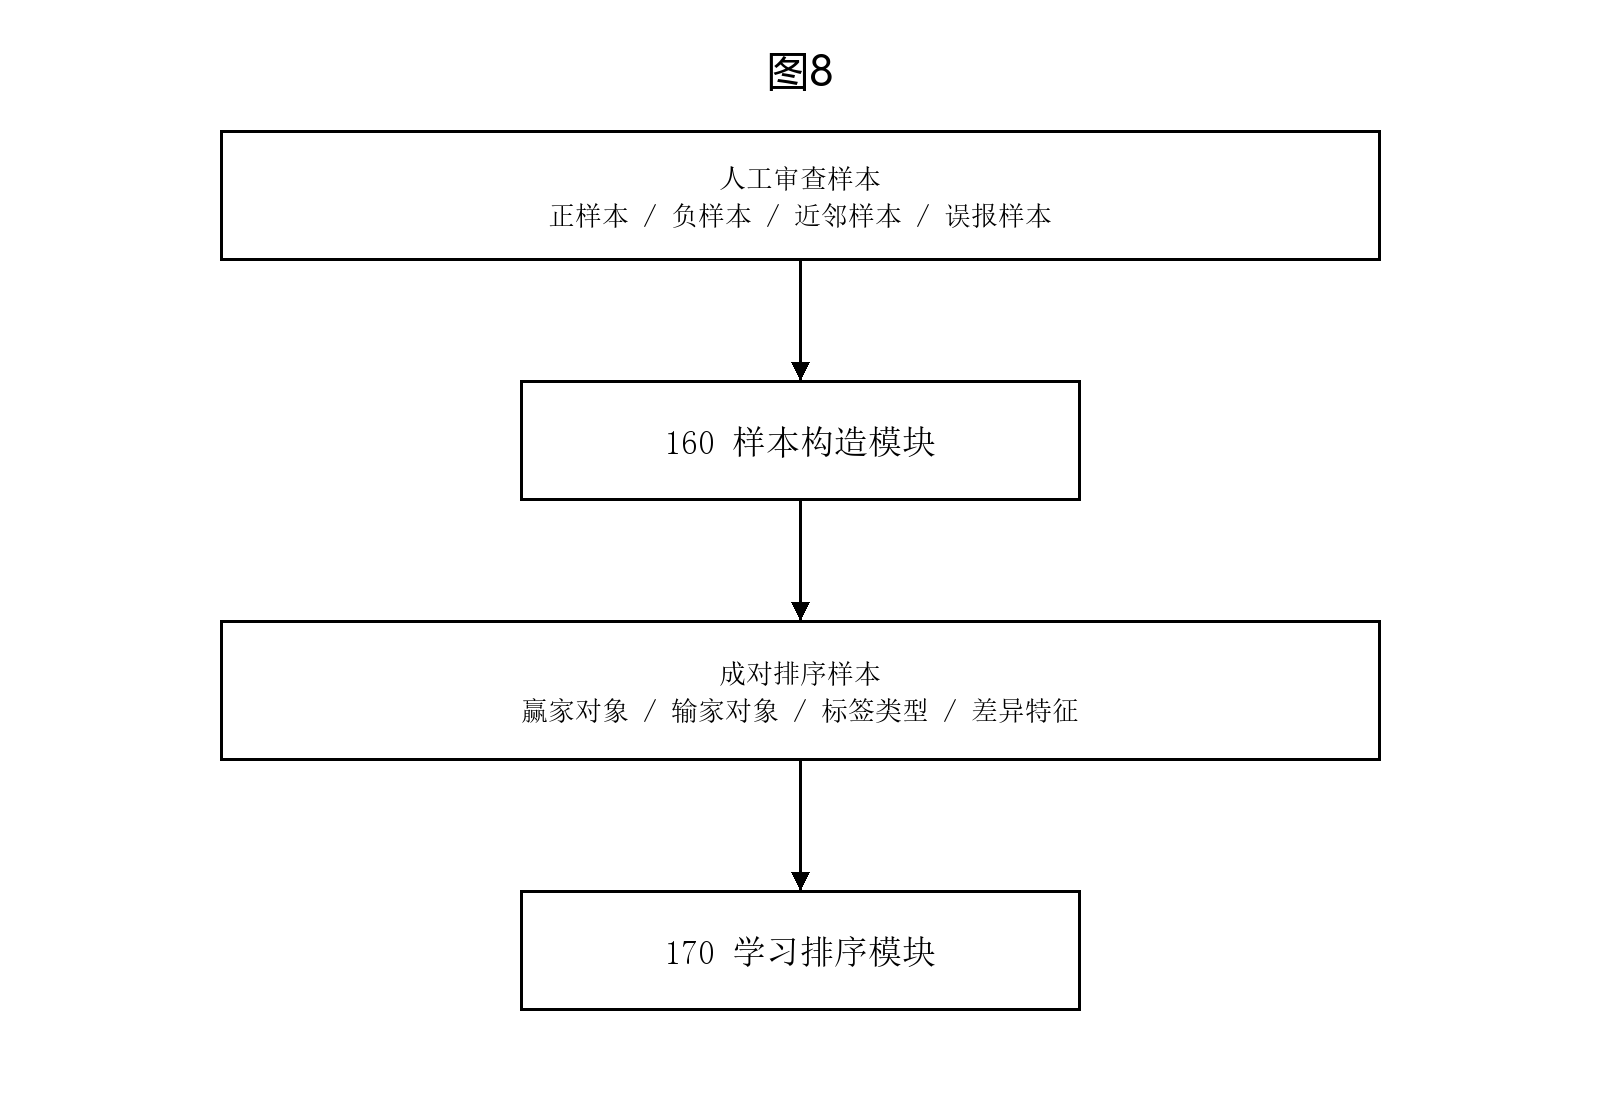 图8
人工审查样本
正样本 / 负样本 / 近邻样本 / 误报样本
160 样本构造模块
成对排序样本
赢家对象 / 输家对象 / 标签类型 / 差异特征
170 学习排序模块